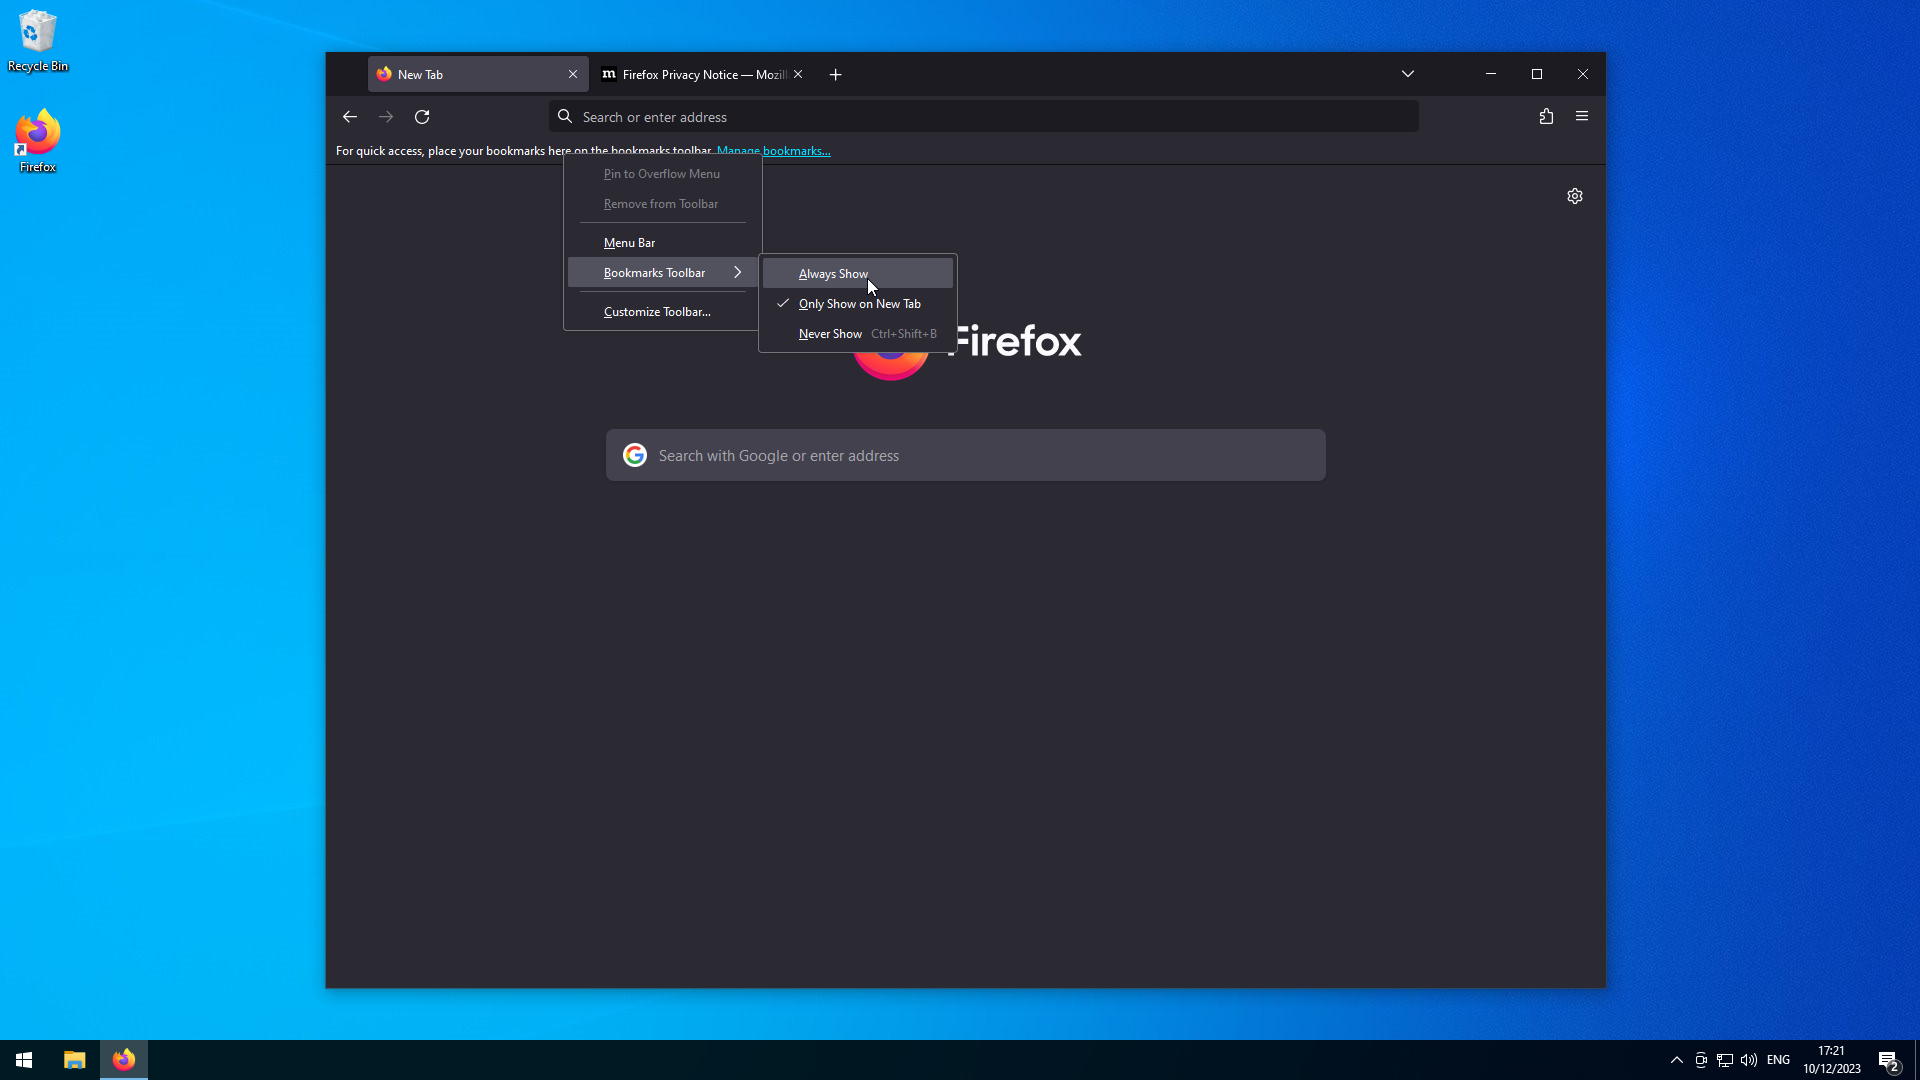 Recycle Bin
Firefox
New Tab
Firefox Privacy Notice — Mozill
Search or enter address
For quick access, place your bookmarks here on the bookmarks toolbar. Manage bookmarks...
Pin to Overflow Menu
Remove from Toolbar
Menu Bar
Bookmarks Toolbar
Customize Toolbar...
Always Show
Only Show on New Tab
Never Show Ctrl+Shift+B
Firefox
Search with Google or enter address
ENG
17:21
10/12/2023
2